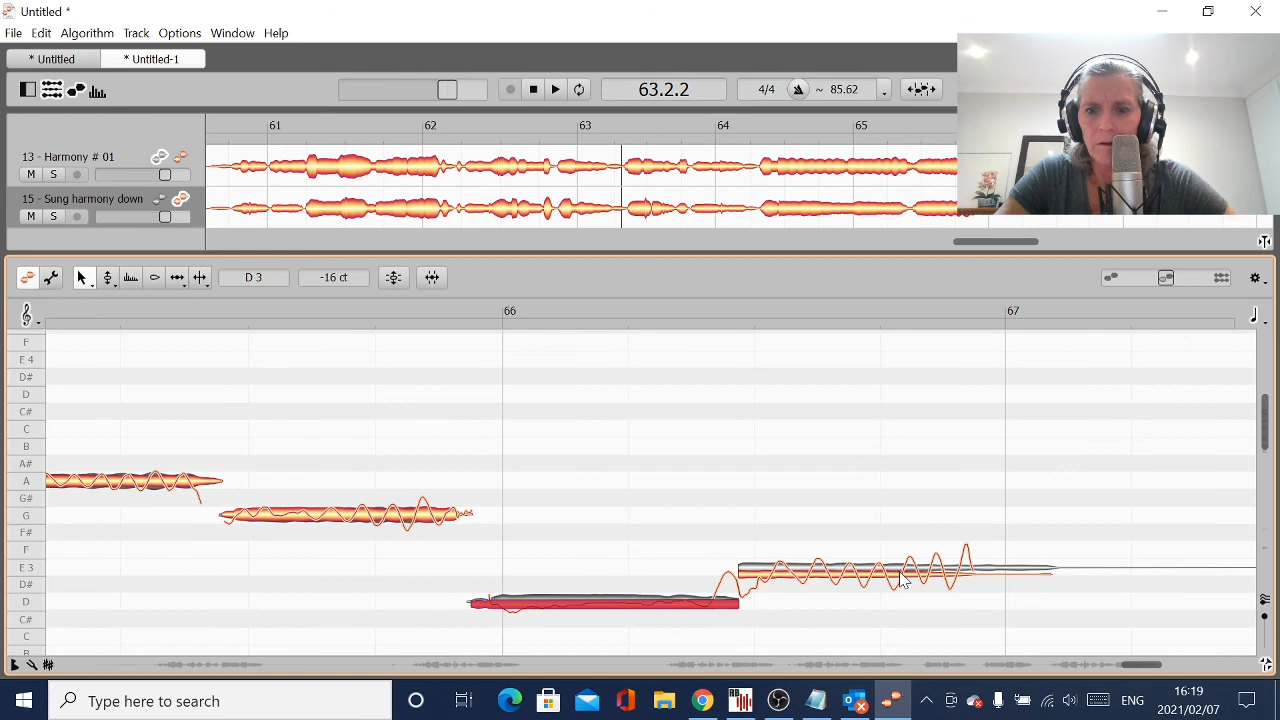 Untitled *
File Edit Algorithm Track Options Window Help
* Untitled * Untitled-1
63.2.2 4/4 ~ 85.62
61 62 63 64 65
13 - Harmony # 01
M S
15 - Sung harmony down
M S
D 3 -16 ct
66 67
F
E 4
D#
D
C#
C
B
A#
A
G#
G
F#
F
E 3
D#
D
C#
C
B
Type here to search
RB
ENG
16:19
2021/02/07